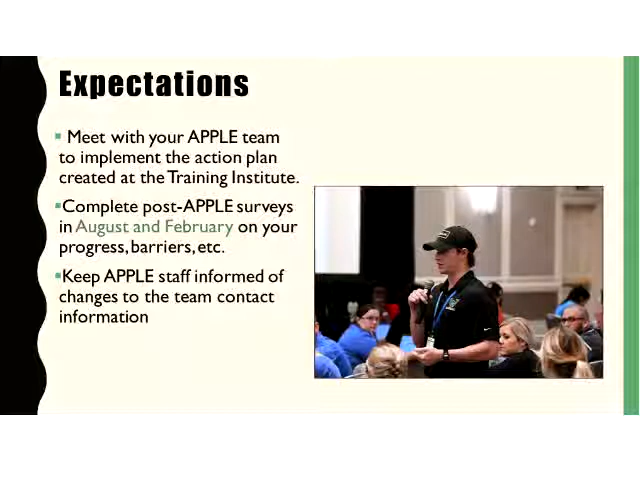 Expectations
Meet with your APPLE team
to implement the action plan
created at the Training Institute.
Complete post-APPLE surveys
in August and February on your
progress, barriers, etc.
Keep APPLE staff informed of
changes to the team contact
information